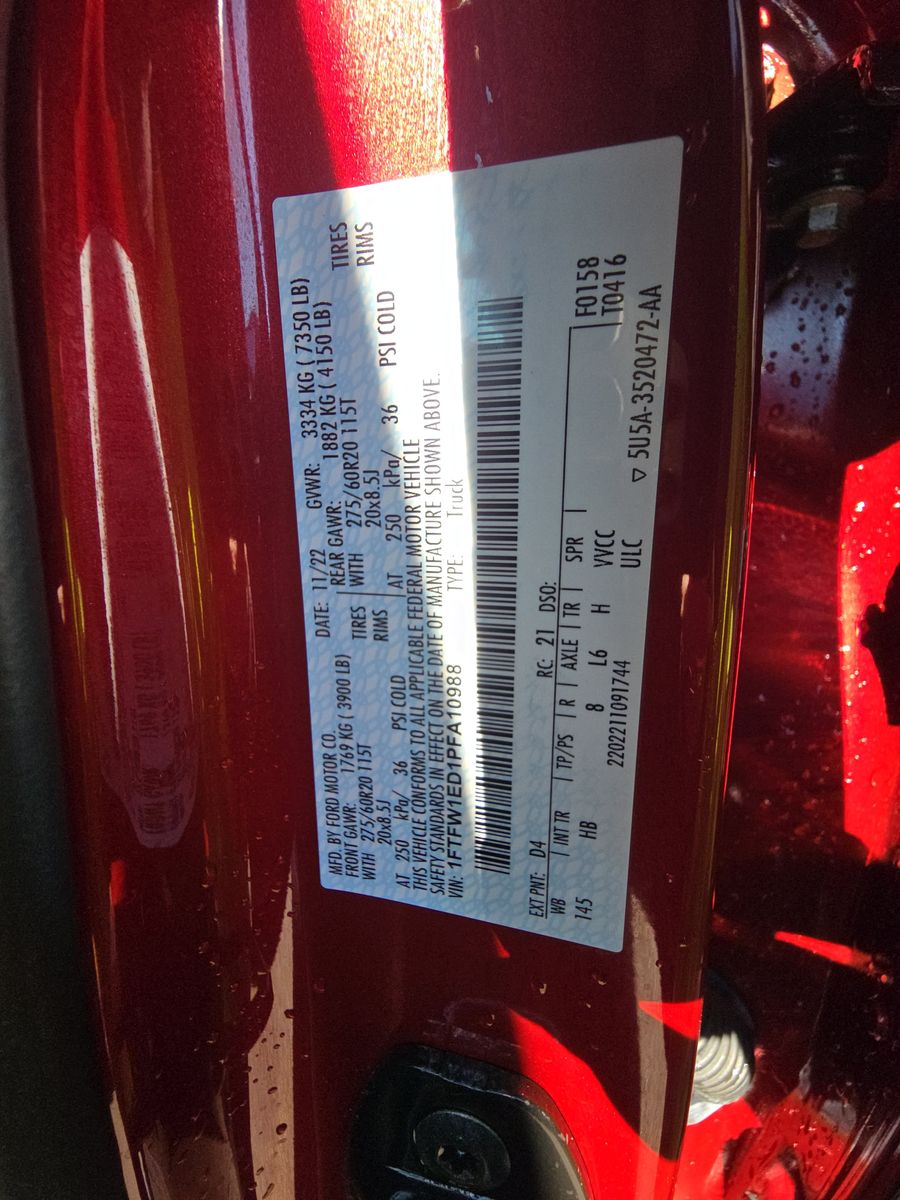 MFD. BY FORD MOTOR CO.
DATE: 11/22
GVWR: 3334 KG ( 7350 LB)
FRONT GAWR:
1769 KG ( 3900 LB)
REAR GAWR:
1882 KG ( 4150 LB)
WITH 275/60R20 115T TIRES
20x8.5J RIMS
WITH 275/60R20 115T TIRES
20x8.5J RIMS
AT 250 kPa/ 36 PSI COLD
AT 250 kPa/ 36 PSI COLD
THIS VEHICLE CONFORMS TO ALL APPLICABLE FEDERAL MOTOR VEHICLE
SAFETY STANDARDS IN EFFECT ON THE DATE OF MANUFACTURE SHOWN ABOVE.
VIN: 1FTFW1ED1PFA10988 TYPE: Truck
EXT PNT: D4 RC: 21 DSO:
WB | INT TR | TP/PS | R | AXLE | TR | SPR |
F0158
T0416
145 HB 8 L6 H VVCC
ULC
2202211091744
▽ 5U5A-3520472-AA